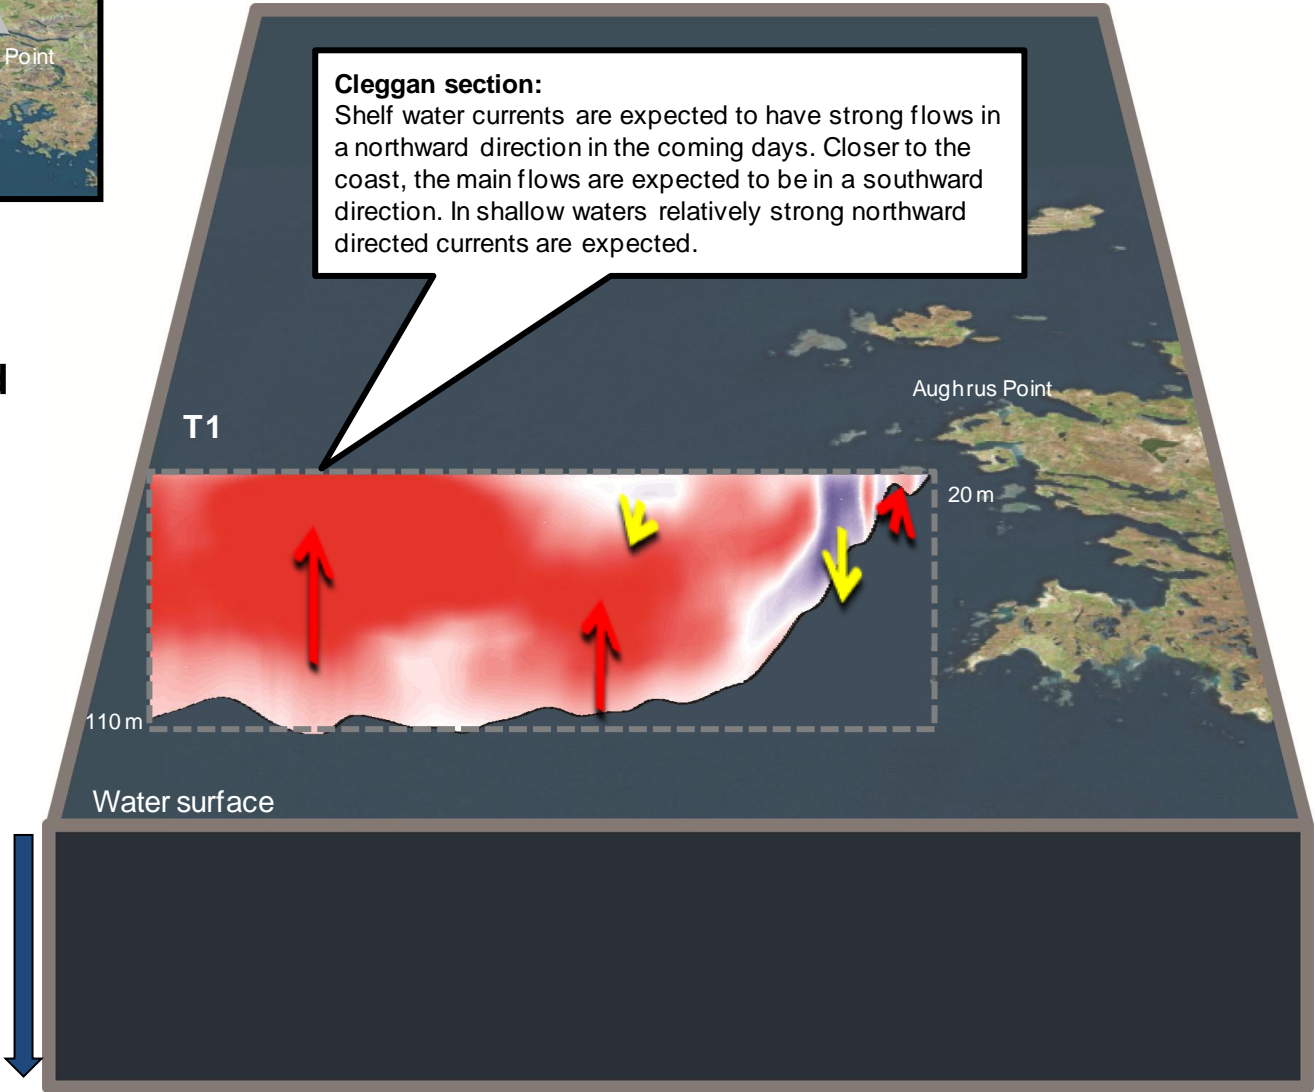 Point
Cleggan section:
Shelf water currents are expected to have strong flows in
a northward direction in the coming days. Closer to the
coast, the main flows are expected to be in a southward
direction. In shallow waters relatively strong northward
directed currents are expected.
Aughrus Point
T1
20 m
110 m
Water surface